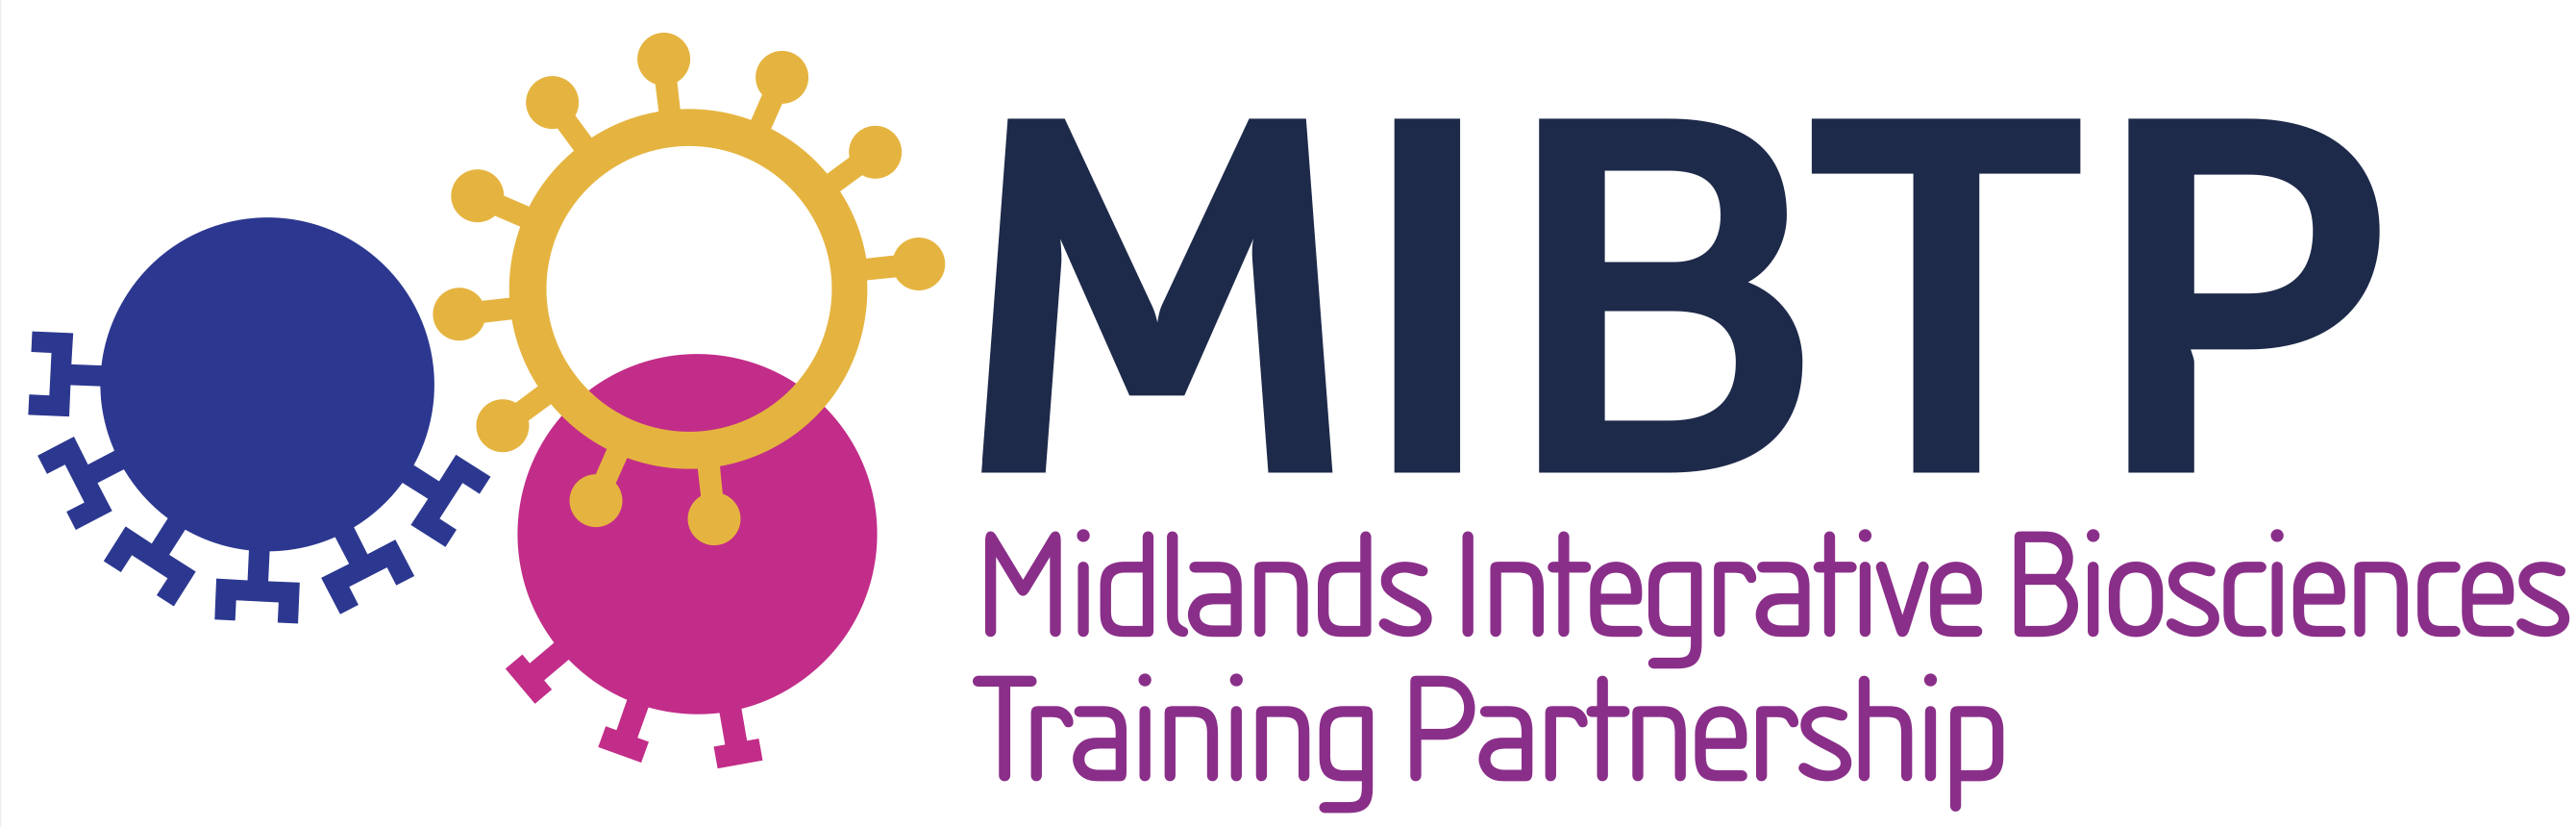 MIBTP
Midlands Integrative Biosciences
Training Partnership